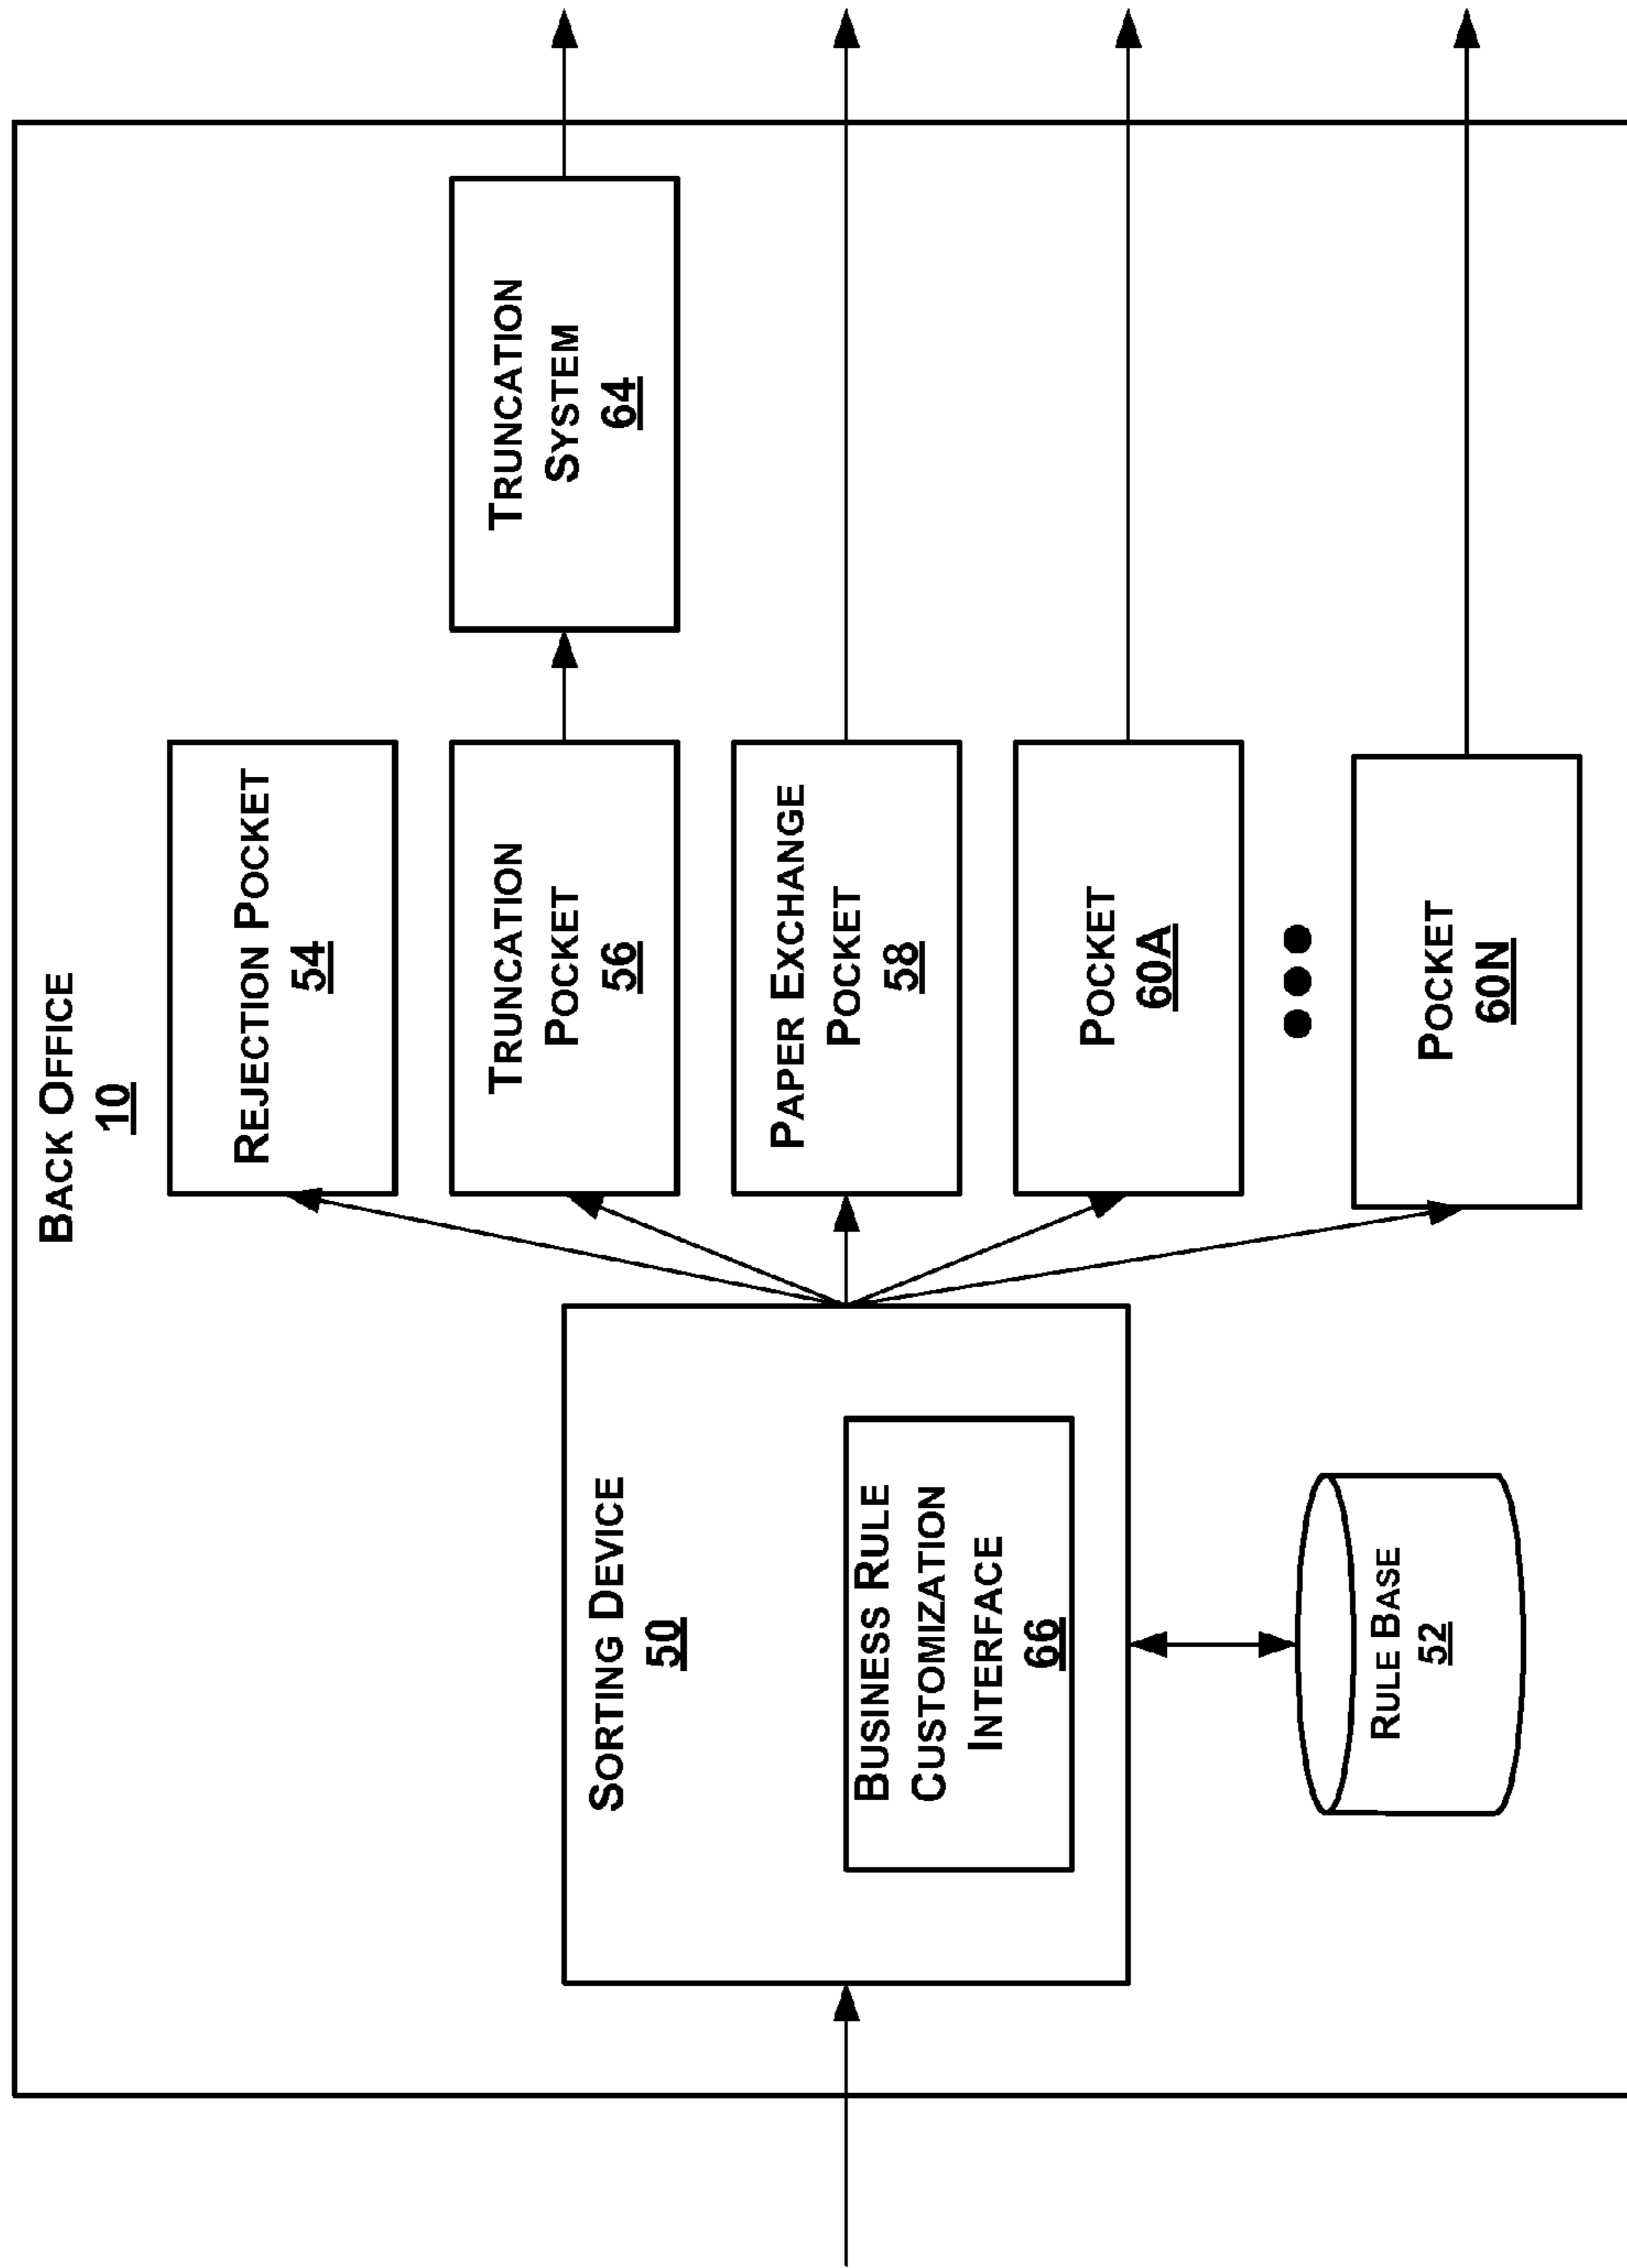 BACK OFFICE
10
REJECTION POCKET
54
TRUNCATION
POCKET
56
TRUNCATION
SYSTEM
64
SORTING DEVICE
50
BUSINESS RULE
CUSTOMIZATION
INTERFACE
66
PAPER EXCHANGE
POCKET
58
POCKET
60A
RULE BASE
52
POCKET
60N